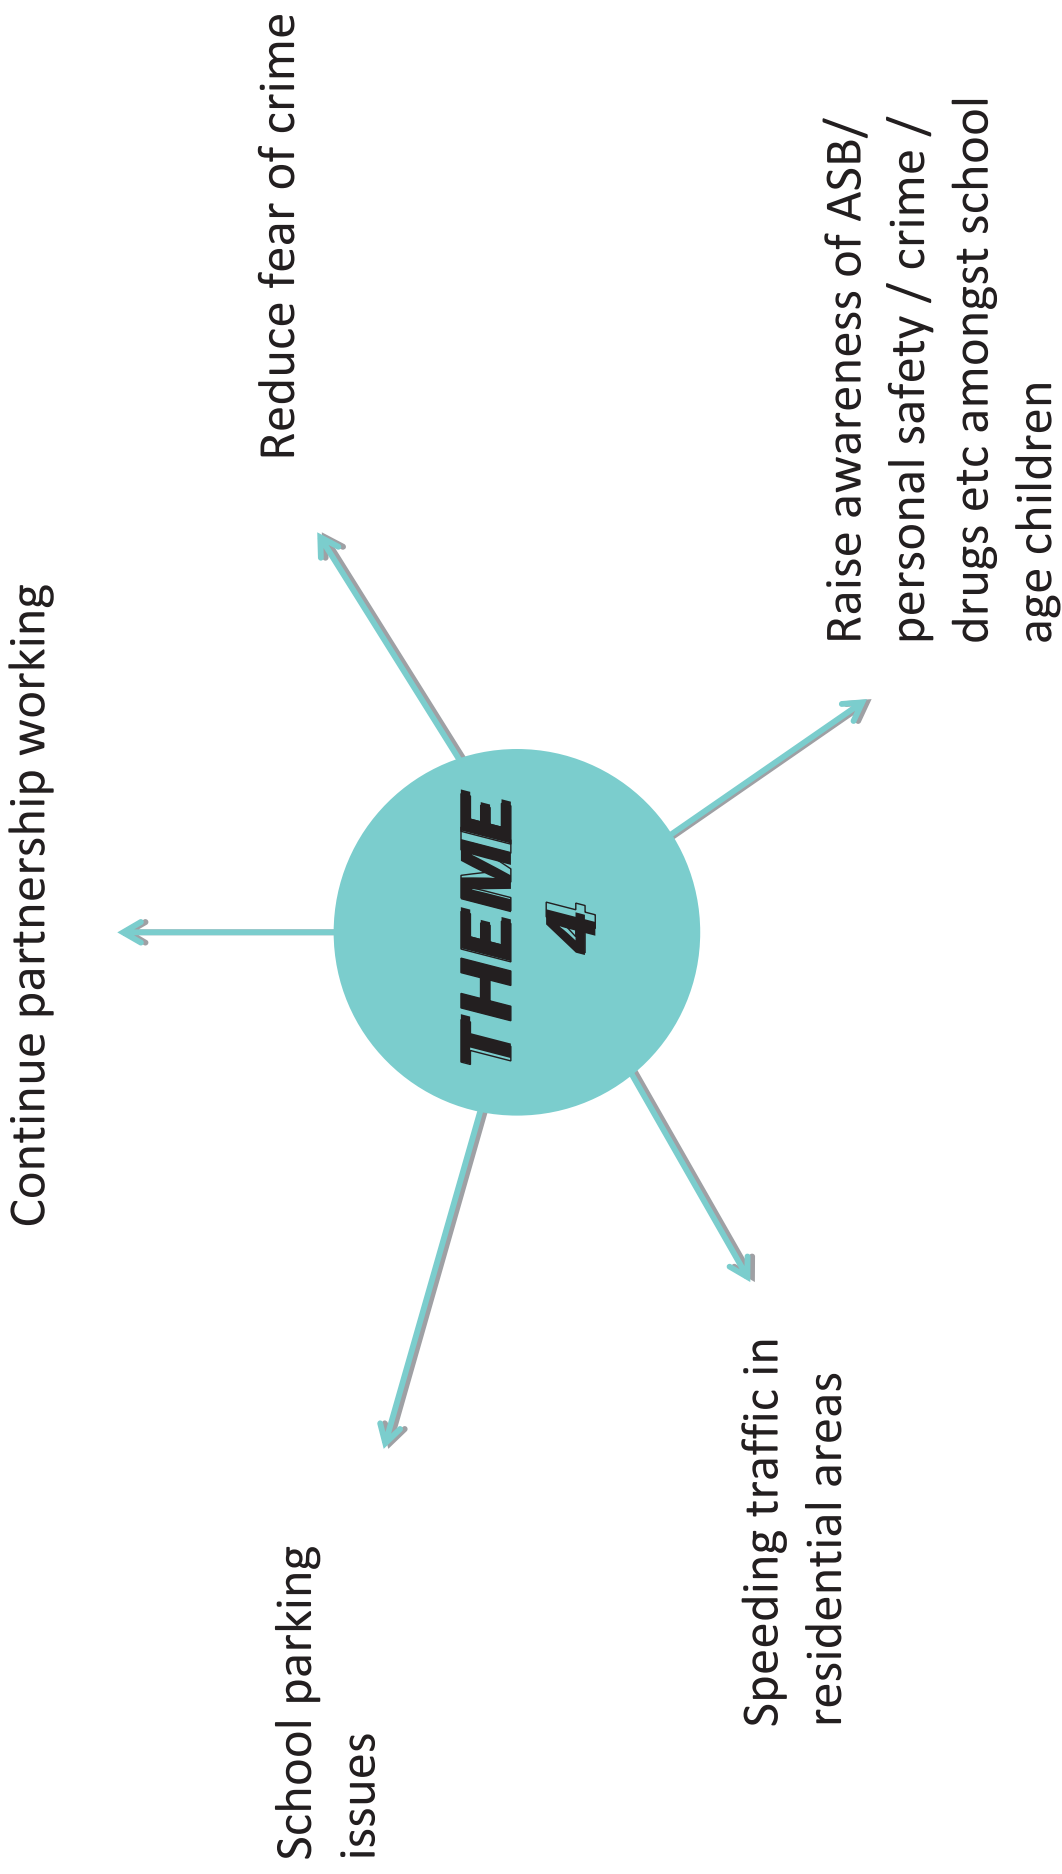 Continue partnership working
School parking
issues
Reduce fear of crime
THEME
4
Speeding traffic in
residential areas
Raise awareness of ASB/
personal safety / crime /
drugs etc amongst school
age children